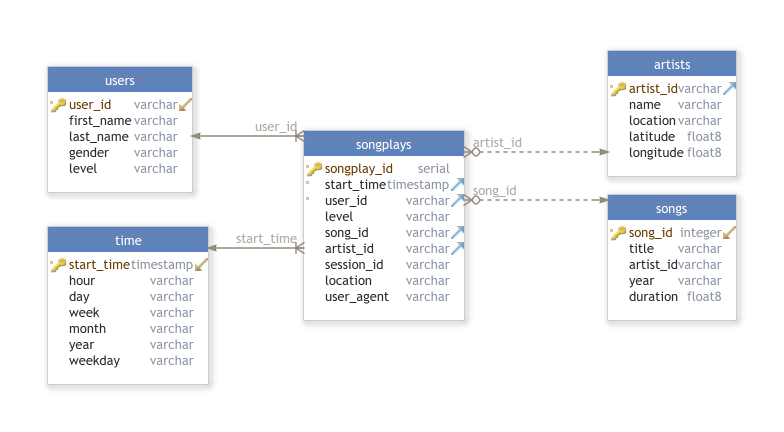 users
user_id varchar
first_name varchar
last_name varchar
gender varchar
level varchar
time
start_time timestamp
hour varchar
day varchar
week varchar
month varchar
year varchar
weekday varchar
user_id
start_time
songplays
songplay_id serial
start_time timestamp
user_id varchar
level varchar
song_id varchar
artist_id varchar
session_id varchar
location varchar
user_agent varchar
artist_id
song_id
artists
artist_id varchar
name varchar
location varchar
latitude float8
longitude float8
songs
song_id integer
title varchar
artist_id varchar
year varchar
duration float8